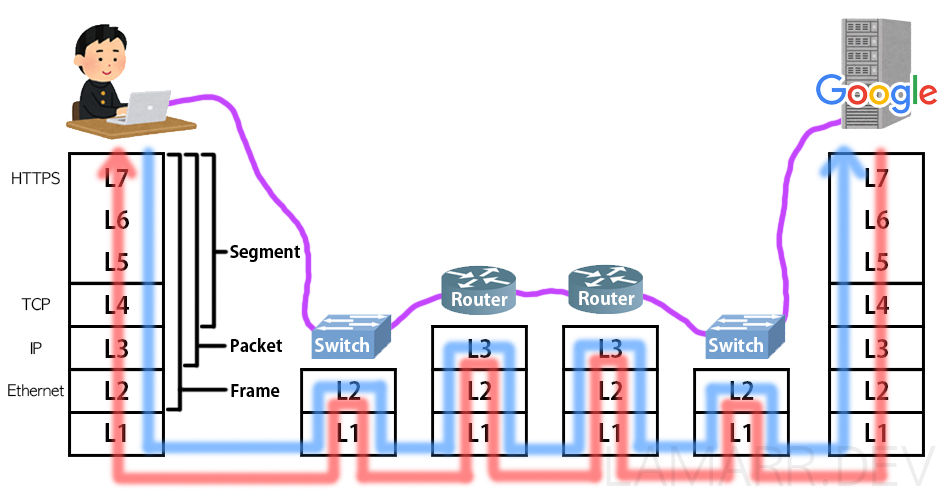 Google
HTTPS
L7
L6
L5
TCP
L4
IP
L3
Ethernet
L2
L1
Segment
Packet
Frame
Switch
L2
L1
Router
L3
L2
L1
Router
L3
L2
L1
Switch
L2
L1
L7
L6
L5
L4
L3
L2
L1
LAMARR.DEV